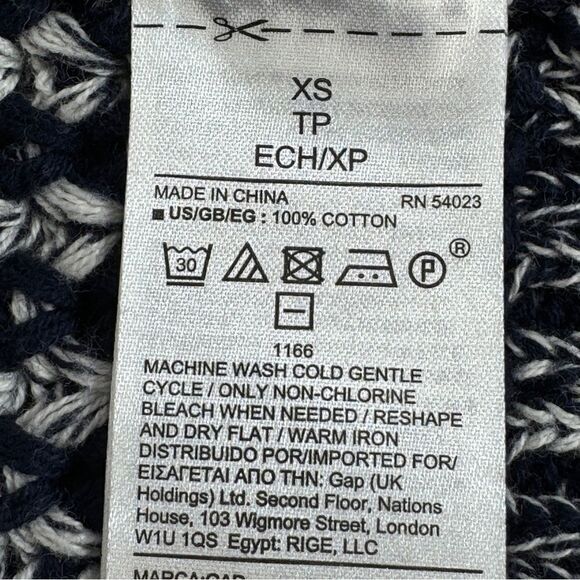 XS
TP
ECH/XP
MADE IN CHINA RN 54023
US/GB/EG : 100% COTTON
30 P ®
1166
MACHINE WASH COLD GENTLE
CYCLE / ONLY NON-CHLORINE
BLEACH WHEN NEEDED / RESHAPE
AND DRY FLAT / WARM IRON
DISTRIBUIDO POR/IMPORTED FOR/
ΕΙΣΑΓΕΤΑΙ ΑΠΟ ΤΗΝ: Gap (UK
Holdings) Ltd. Second Floor, Nations
House, 103 Wigmore Street, London
W1U 1QS Egypt: RIGE, LLC
MARCA:GAP